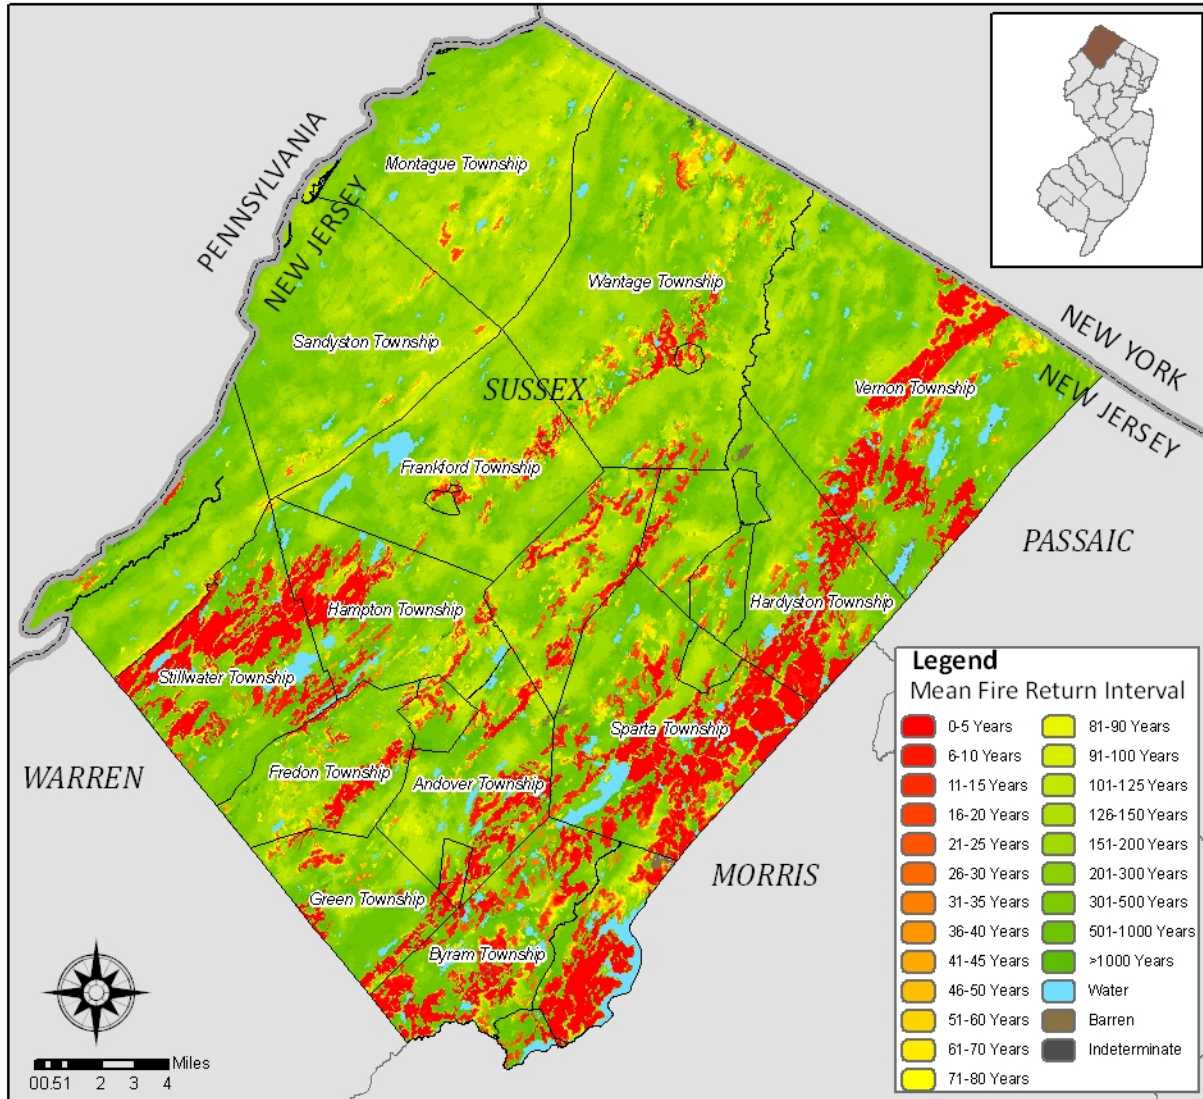 PENNSYLVANIA
NEW JERSEY
Montague Township
Wantage Township
NEW YORK
NEW JERSEY
Sandyston Township
SUSSEX
Vernon Township
Frankford Township
PASSAIC
Hampton Township
Hardyston Township
Stillwater Township
Sparta Township
WARREN
Fredon Township
Andover Township
MORRIS
Green Township
Byram Township
Legend
Mean Fire Return Interval
0-5 Years
6-10 Years
11-15 Years
16-20 Years
21-25 Years
26-30 Years
31-35 Years
36-40 Years
41-45 Years
46-50 Years
51-60 Years
61-70 Years
71-80 Years
81-90 Years
91-100 Years
101-125 Years
126-150 Years
151-200 Years
201-300 Years
301-500 Years
501-1000 Years
>1000 Years
Water
Barren
Indeterminate
Miles
00.51 2 3 4